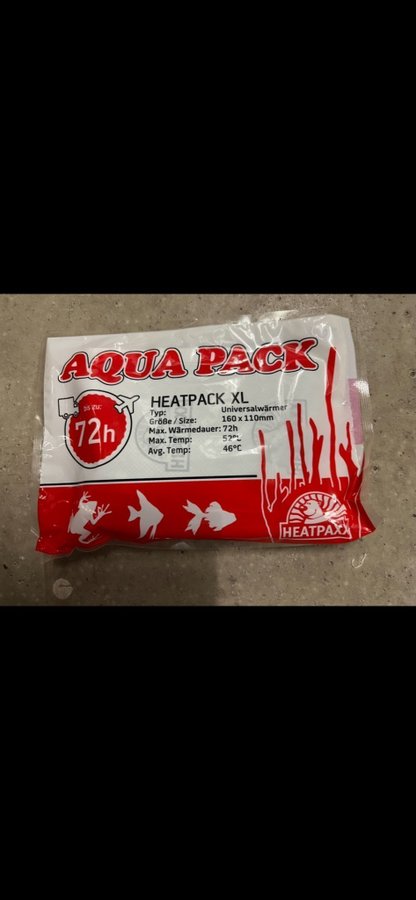 AQUA PACK
bis zu:
72h
HEATPACK XL
Typ: Universalwärmer
Größe / Size: 160 x 110mm
Max. Wärmedauer: 72h
Max. Temp: 52°C
Avg. Temp: 46°C
HEATPAXX